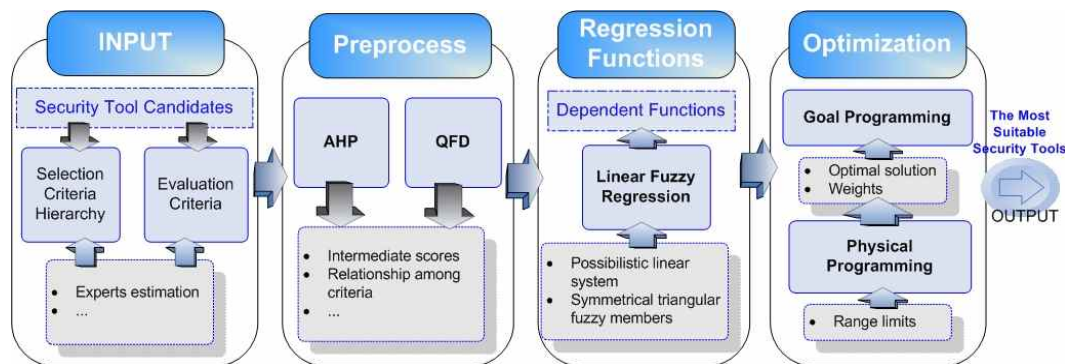 INPUT
Security Tool Candidates
Selection
Criteria
Hierarchy
Evaluation
Criteria
• Experts estimation
• ...
Preprocess
AHP
QFD
• Intermediate scores
• Relationship among
criteria
• ...
Regression
Functions
Dependent Functions
Linear Fuzzy
Regression
• Possibilistic linear
system
• Symmetrical triangular
fuzzy members
Optimization
Goal Programming
• Optimal solution
• Weights
Physical
Programming
• Range limits
The Most
Suitable
Security Tools
OUTPUT